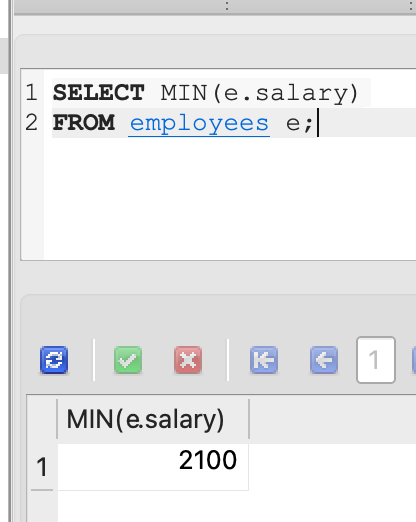 1 SELECT MIN(e.salary)
2 FROM employees e;
1
MIN(e.salary)
1 2100